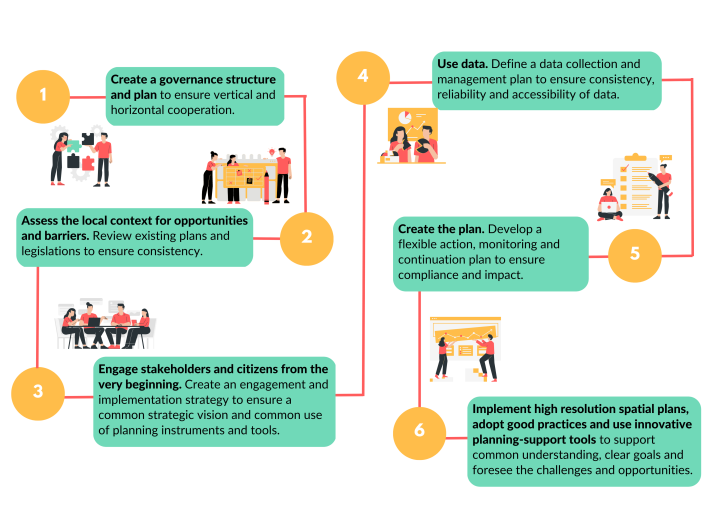 1
Create a governance structure
and plan to ensure vertical and
horizontal cooperation.
2
Assess the local context for opportunities
and barriers. Review existing plans and
legislations to ensure consistency.
3
Engage stakeholders and citizens from the
very beginning. Create an engagement and
implementation strategy to ensure a
common strategic vision and common use
of planning instruments and tools.
4
Use data. Define a data collection and
management plan to ensure consistency,
reliability and accessibility of data.
5
Create the plan. Develop a
flexible action, monitoring and
continuation plan to ensure
compliance and impact.
6
Implement high resolution spatial plans,
adopt good practices and use innovative
planning-support tools to support
common understanding, clear goals and
foresee the challenges and opportunities.